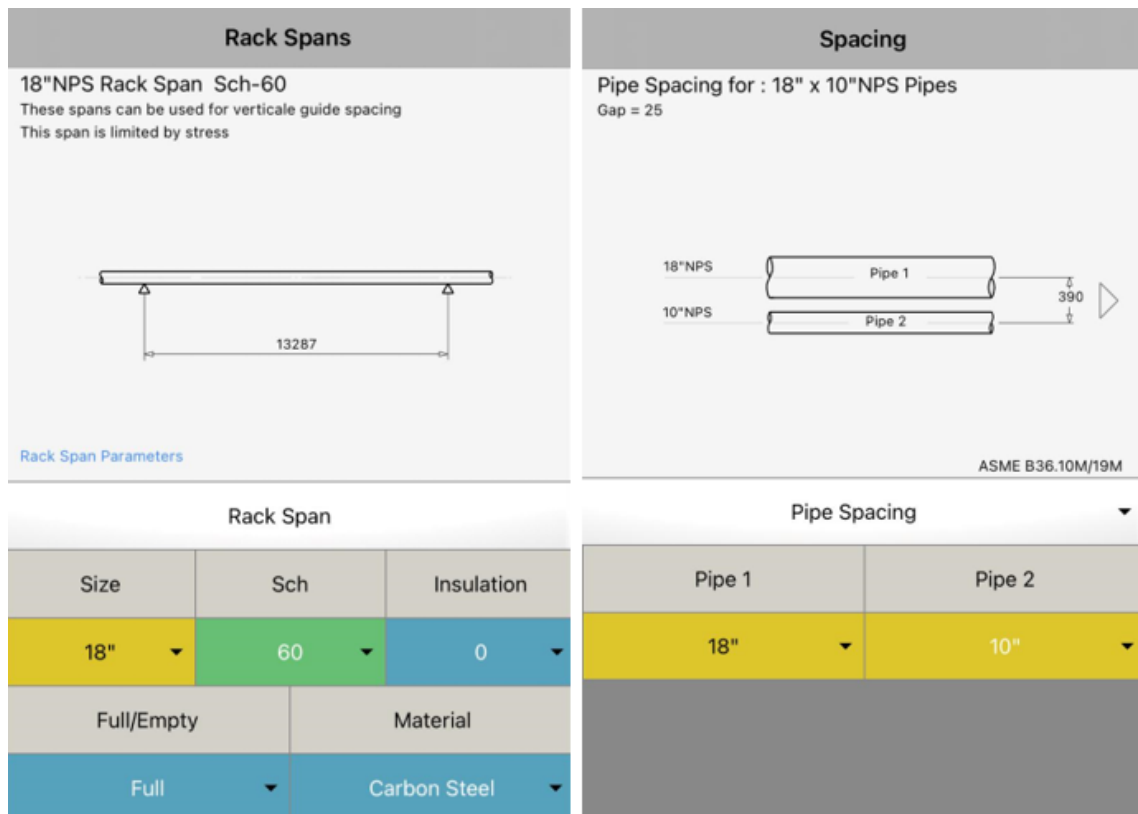 Rack Spans
18"NPS Rack Span Sch-60
These spans can be used for verticale guide spacing
This span is limited by stress
13287
Rack Span Parameters
Rack Span
Size Sch Insulation
18" 60 0
Full/Empty Material
Full Carbon Steel
Spacing
Pipe Spacing for : 18" x 10"NPS Pipes
Gap = 25
18"NPS
Pipe 1
390
10"NPS
Pipe 2
ASME B36.10M/19M
Pipe Spacing
Pipe 1 Pipe 2
18" 10"